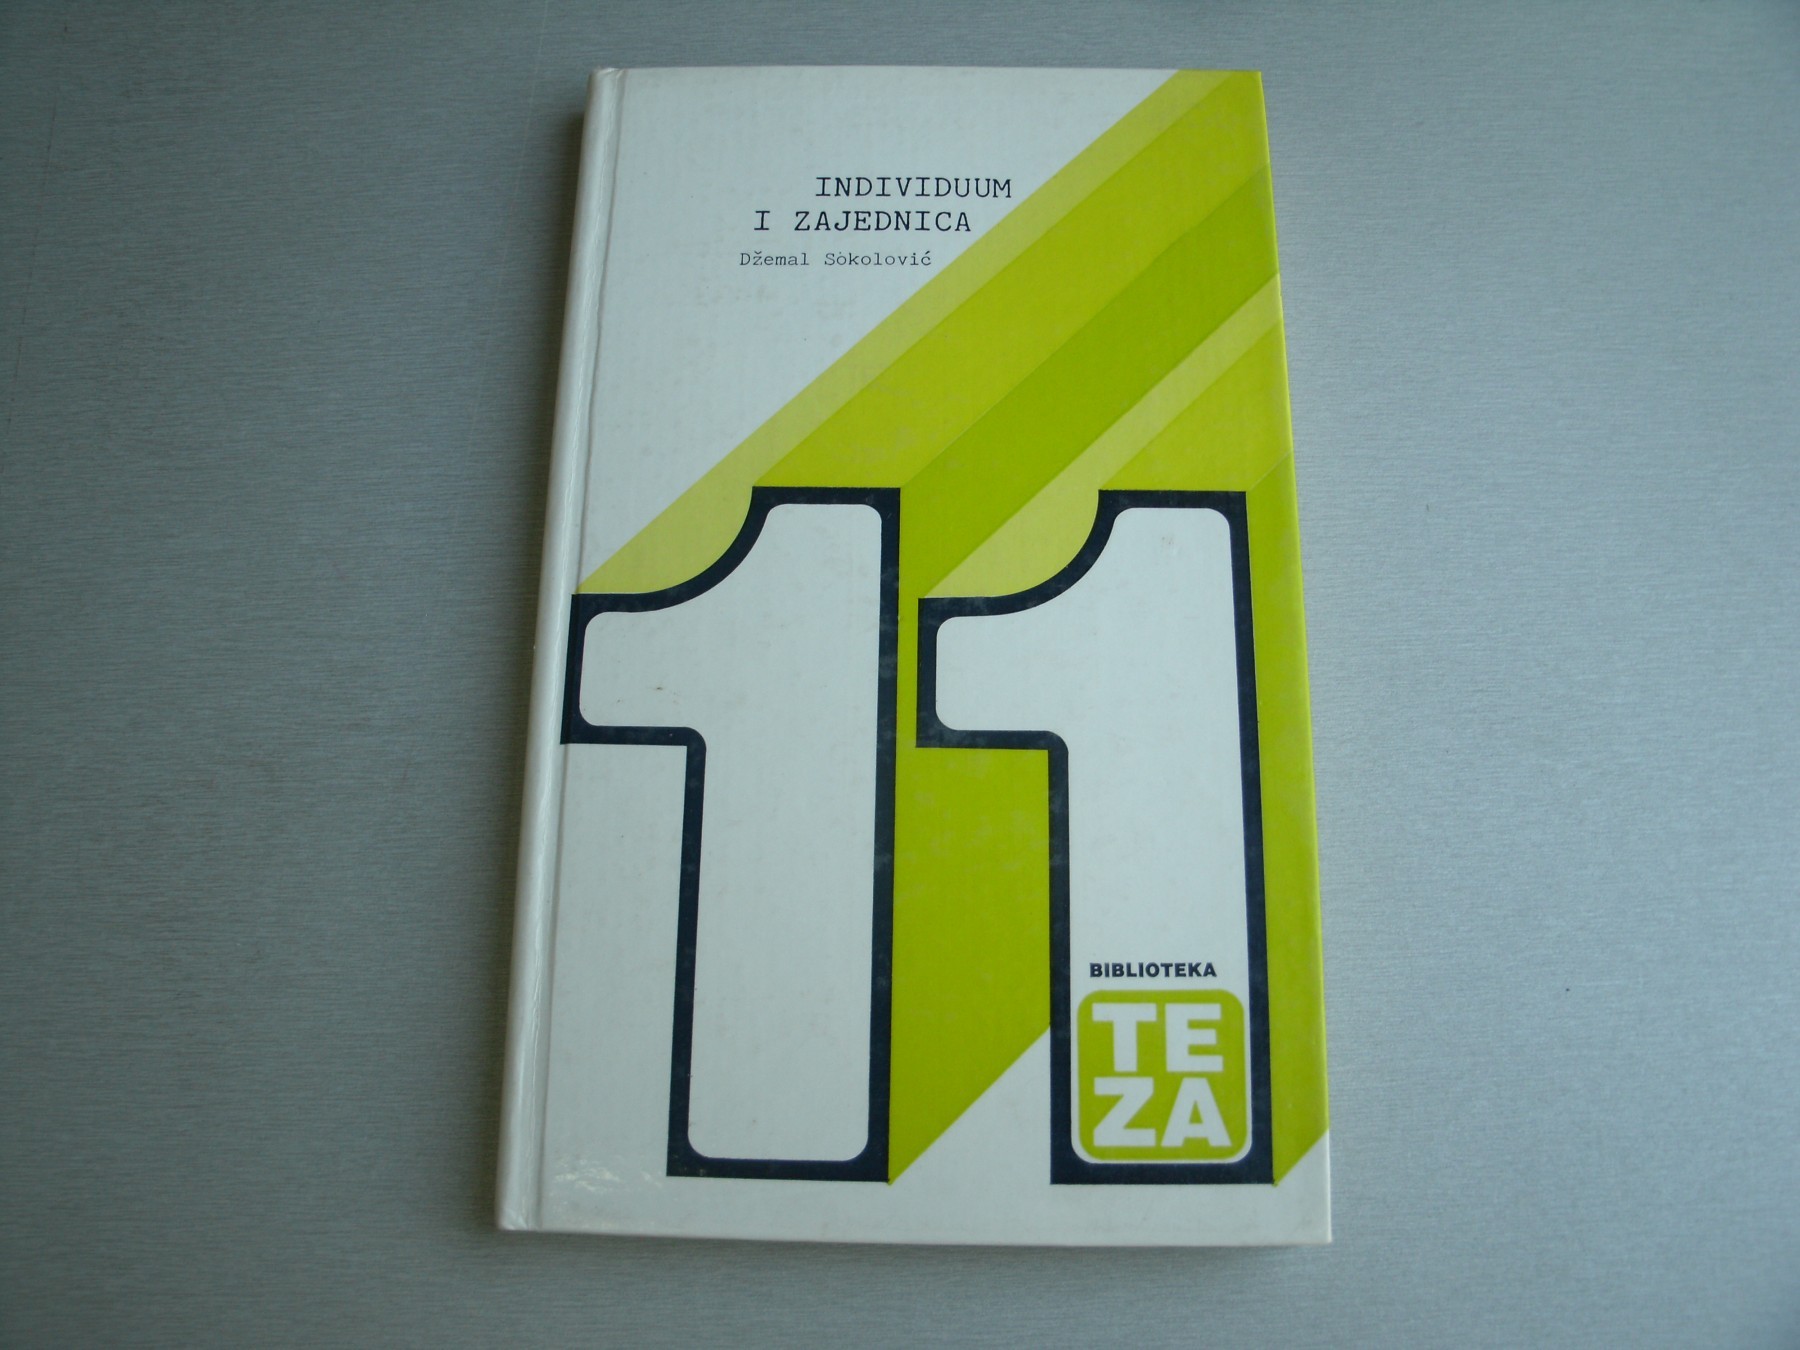 INDIVIDUUM
I ZAJEDNICA
Džemal Sokolović
11
BIBLIOTEKA
TE
ZA